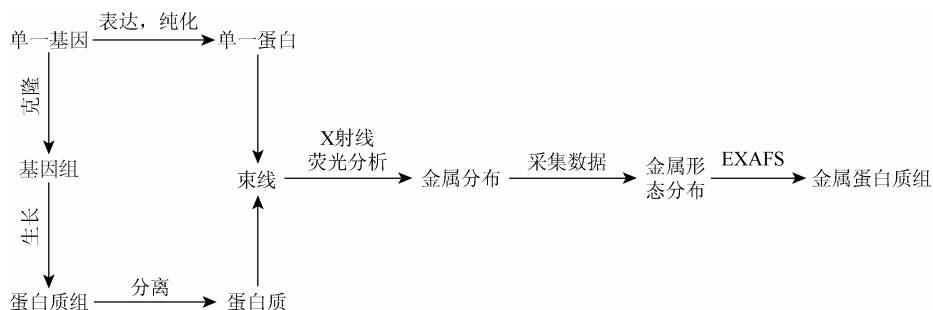 表达，纯化
单一基因
单一蛋白
克隆
X射线
荧光分析
基因组
束线
金属分布
采集数据
金属形
态分布
EXAFS
金属蛋白质组
生长
分离
蛋白质组
蛋白质